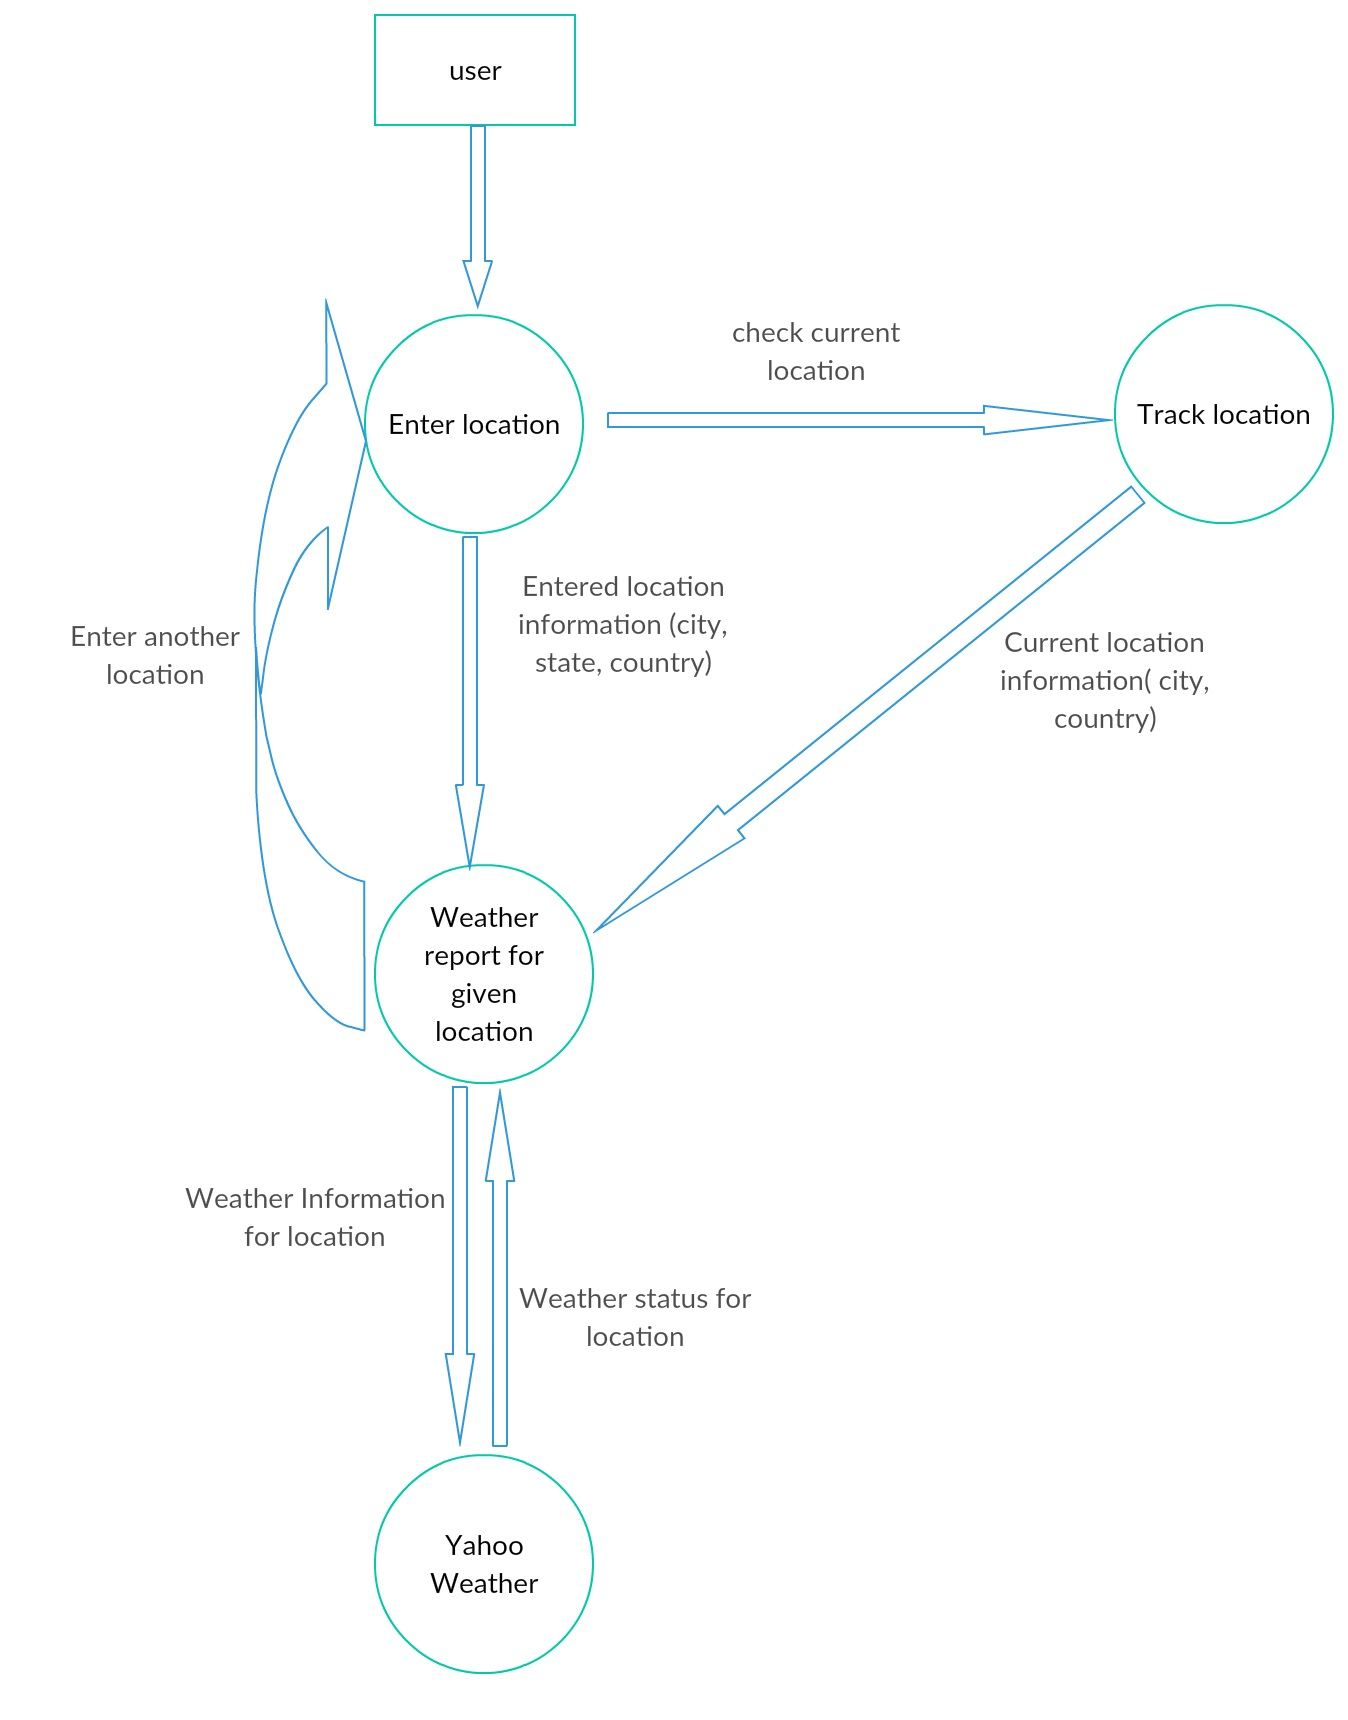 user
check current
location
Enter location
Track location
Entered location
information (city,
state, country)
Enter another
location
Current location
information( city,
country)
Weather
report for
given
location
Weather Information
for location
Weather status for
location
Yahoo
Weather